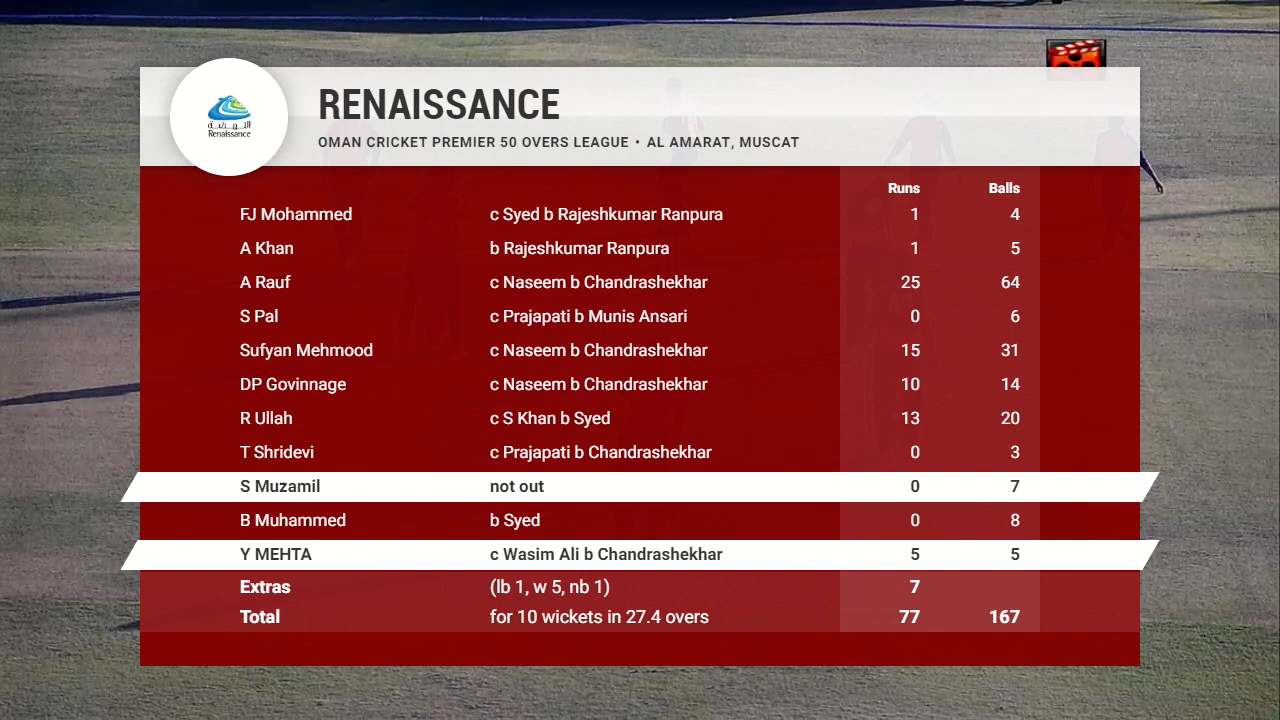 النهضة
Renaissance
RENAISSANCE
OMAN CRICKET PREMIER 50 OVERS LEAGUE • AL AMARAT, MUSCAT
Runs Balls
FJ Mohammed c Syed b Rajeshkumar Ranpura 1 4
A Khan b Rajeshkumar Ranpura 1 5
A Rauf c Naseem b Chandrashekhar 25 64
S Pal c Prajapati b Munis Ansari 0 6
Sufyan Mehmood c Naseem b Chandrashekhar 15 31
DP Govinnage c Naseem b Chandrashekhar 10 14
R Ullah c S Khan b Syed 13 20
T Shridevi c Prajapati b Chandrashekhar 0 3
S Muzamil not out 0 7
B Muhammed b Syed 0 8
Y MEHTA c Wasim Ali b Chandrashekhar 5 5
Extras (lb 1, w 5, nb 1) 7
Total for 10 wickets in 27.4 overs 77 167